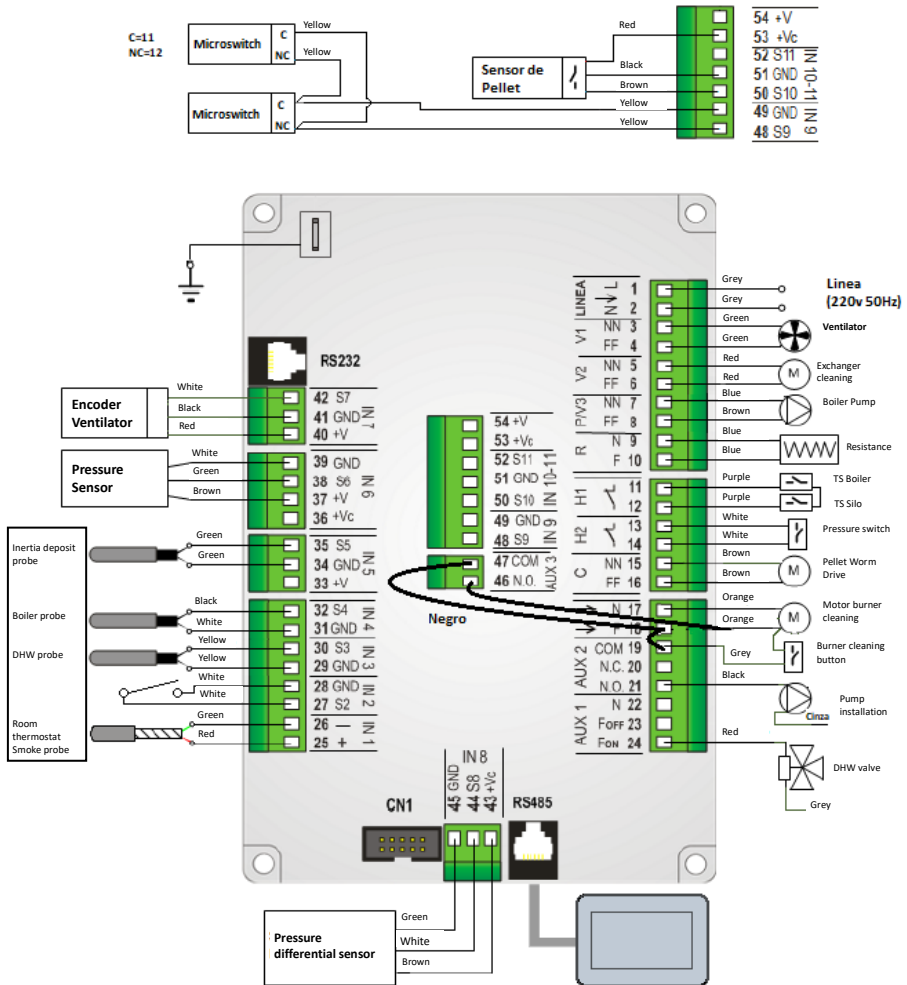 C=11
NC=12
Microswitch
C
NC
Yellow
Yellow
Microswitch
C
NC
Sensor de
Pellet
Red
Black
Brown
Yellow
Yellow
54 +V
53 +Vc
52 S11
51 GND
50 S10
49 GND
48 S9
IN 10-11
IN 9
RS232
Encoder
Ventilator
White
Black
Red
42 S7
41 GND
40 +V
IN 7
Pressure
Sensor
White
Green
Brown
39 GND
38 S6
37 +V
36 +Vc
IN 6
Inertia deposit
probe
Green
Green
35 S5
34 GND
33 +V
IN 5
Boiler probe
Black
White
32 S4
31 GND
IN 4
DHW probe
Yellow
Yellow
30 S3
29 GND
IN 3
White
White
28 GND
27 S2
IN 2
Room
thermostat
Smoke probe
Green
Red
26 —
25 +
IN 1
54 +V
53 +Vc
52 S11
51 GND
50 S10
49 GND
48 S9
47 COM
46 N.O.
IN 10-11
IN 9
AUX 3
Negro
LINEA
L 1
N 2
Grey
Grey
Linea
(220v 50Hz)
V1
NN 3
FF 4
Green
Green
Ventilator
V2
NN 5
FF 6
Red
Red
M
Exchanger
cleaning
P/V3
NN 7
FF 8
Blue
Brown
Boiler Pump
R
N 9
F 10
Blue
Blue
Resistance
H1
11
12
Purple
Purple
TS Boiler
TS Silo
H2
13
14
White
White
Pressure switch
C
NN 15
FF 16
Brown
Brown
M
Pellet Worm
Drive
N 17
F 18
Orange
Orange
M
Motor burner
cleaning
AUX 2
COM 19
N.C. 20
N.O. 21
Grey
Burner cleaning
button
Black
Pump
installation
Cinza
AUX 1
N 22
FOFF 23
FON 24
Red
DHW valve
Grey
CN1
IN 8
45 GND
44 S8
43 +Vc
RS485
Pressure
differential sensor
Green
White
Brown